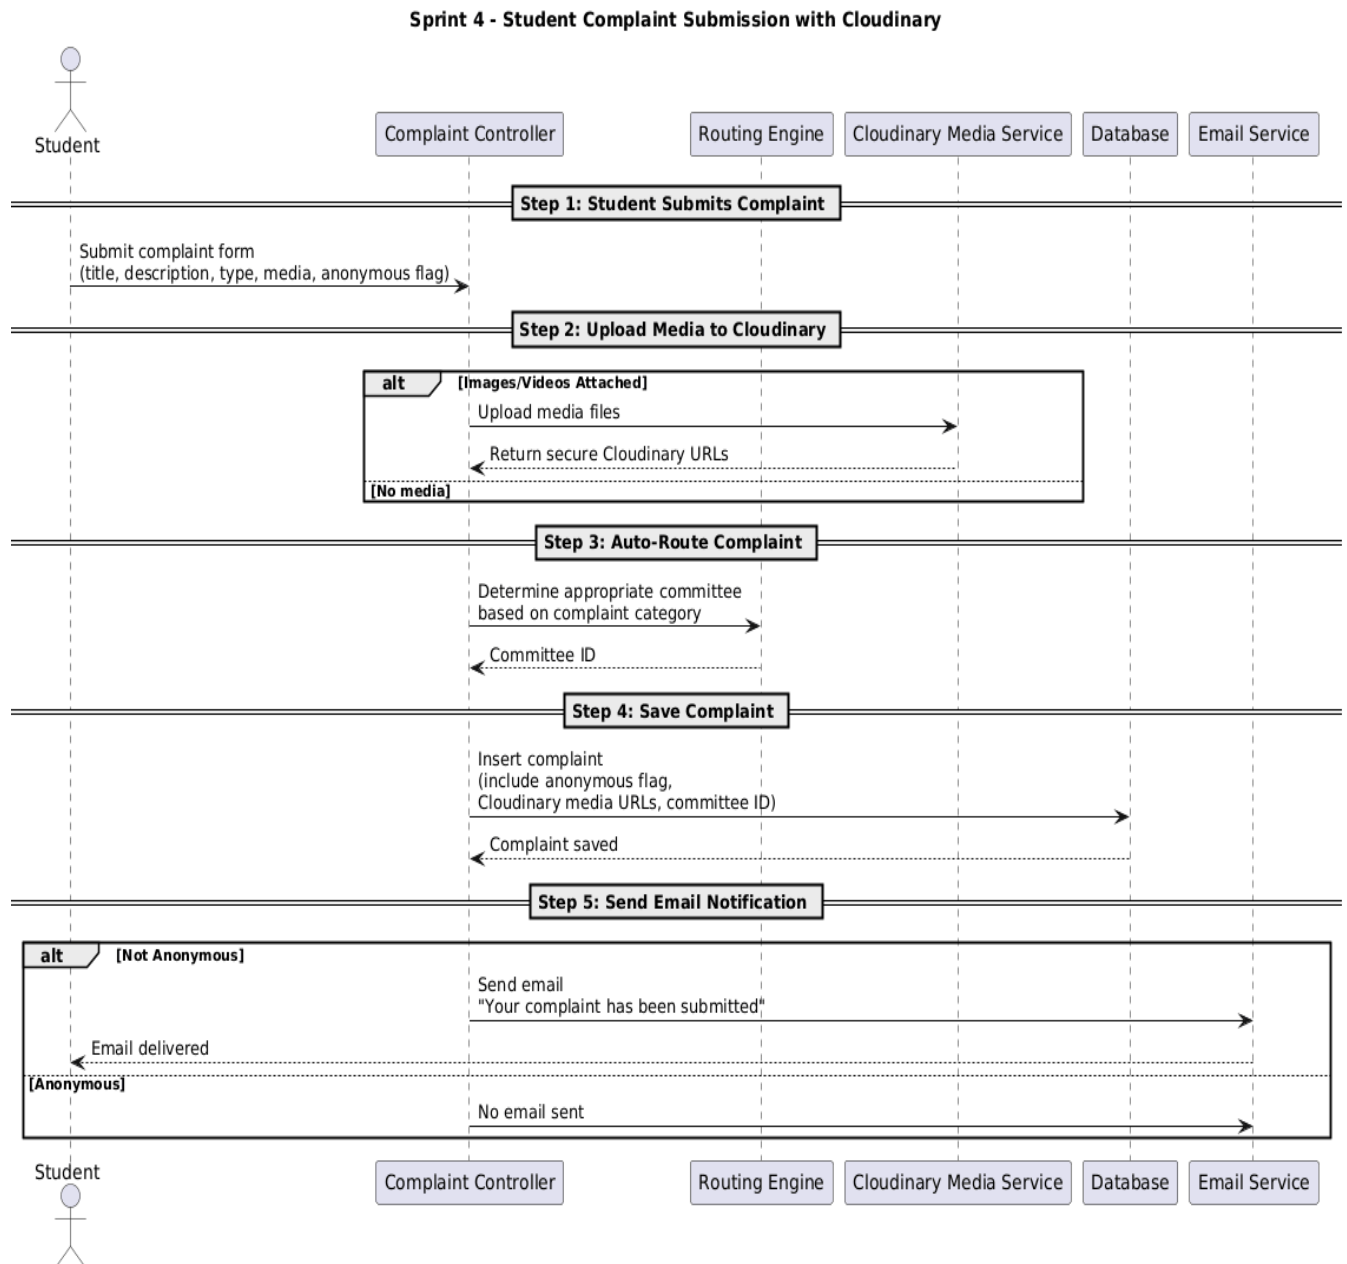 Sprint 4 - Student Complaint Submission with Cloudinary
Student
Complaint Controller
Routing Engine
Cloudinary Media Service
Database
Email Service
Step 1: Student Submits Complaint
Submit complaint form
(title, description, type, media, anonymous flag)
Step 2: Upload Media to Cloudinary
alt
[Images/Videos Attached]
Upload media files
Return secure Cloudinary URLs
[No media]
Step 3: Auto-Route Complaint
Determine appropriate committee
based on complaint category
Committee ID
Step 4: Save Complaint
Insert complaint
(include anonymous flag,
Cloudinary media URLs, committee ID)
Complaint saved
Step 5: Send Email Notification
alt
[Not Anonymous]
Send email
"Your complaint has been submitted"
Email delivered
[Anonymous]
No email sent
Student
Complaint Controller
Routing Engine
Cloudinary Media Service
Database
Email Service